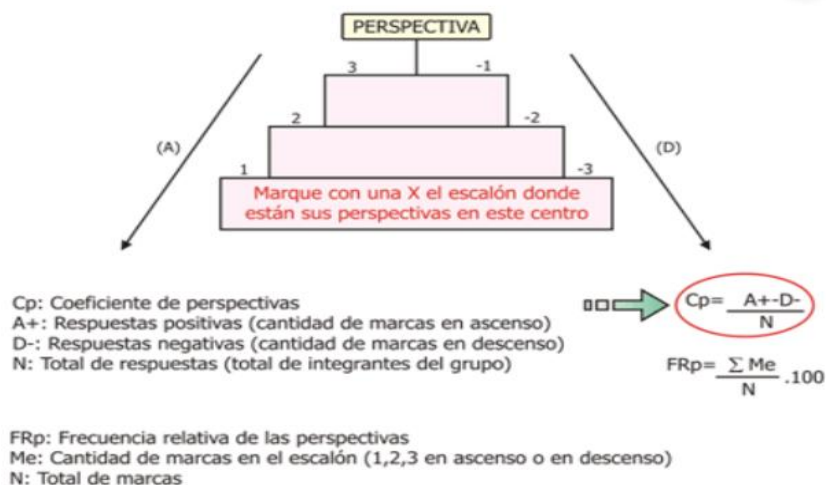 PERSPECTIVA
3 -1
(A) 2 -2 (D)
1 -3
Marque con una X el escalón donde
están sus perspectivas en este centro
Cp: Coeficiente de perspectivas
A+: Respuestas positivas (cantidad de marcas en ascenso)
D-: Respuestas negativas (cantidad de marcas en descenso)
N: Total de respuestas (total de integrantes del grupo)
Cp= A+-D-
N
FRp= Σ Me .100
N
FRp: Frecuencia relativa de las perspectivas
Me: Cantidad de marcas en el escalón (1,2,3 en ascenso o en descenso)
N: Total de marcas